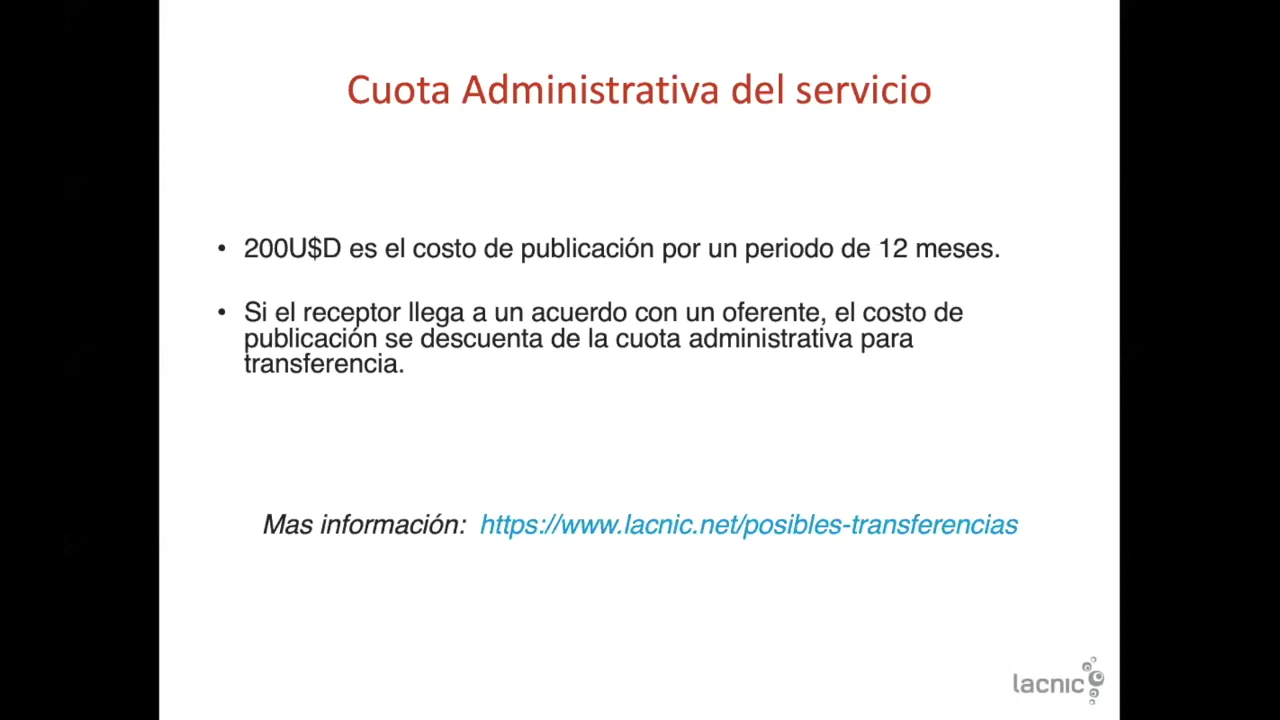 Cuota Administrativa del servicio
• 200U$D es el costo de publicación por un periodo de 12 meses.
• Si el receptor llega a un acuerdo con un oferente, el costo de
publicación se descuenta de la cuota administrativa para
transferencia.
Mas información: https://www.lacnic.net/posibles-transferencias
lacnic